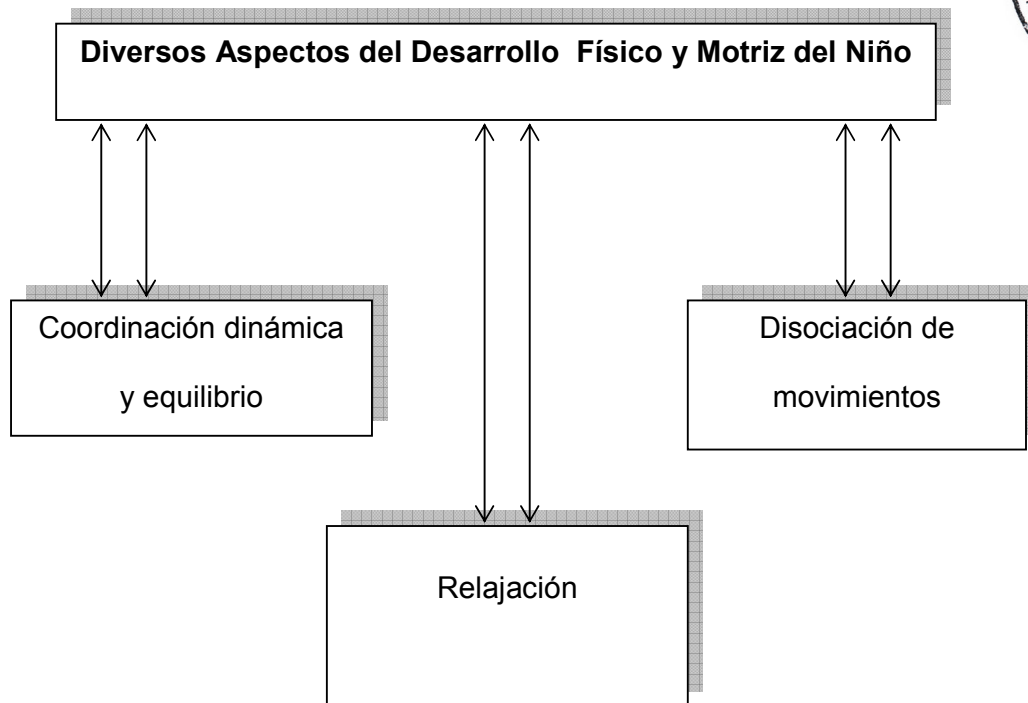 Diversos Aspectos del Desarrollo Físico y Motriz del Niño
Coordinación dinámica
y equilibrio
Disociación de
movimientos
Relajación